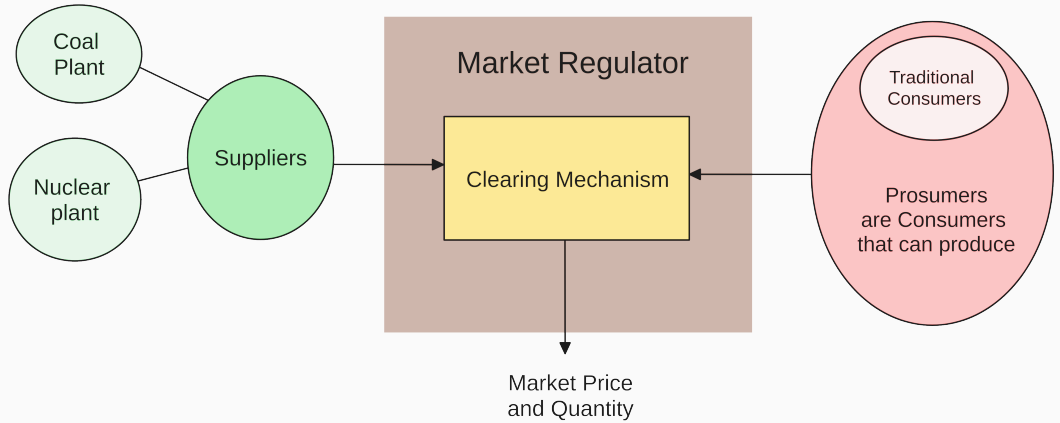 Coal
Plant
Nuclear
plant
Suppliers
Market Regulator
Clearing Mechanism
Market Price
and Quantity
Traditional
Consumers
Prosumers
are Consumers
that can produce